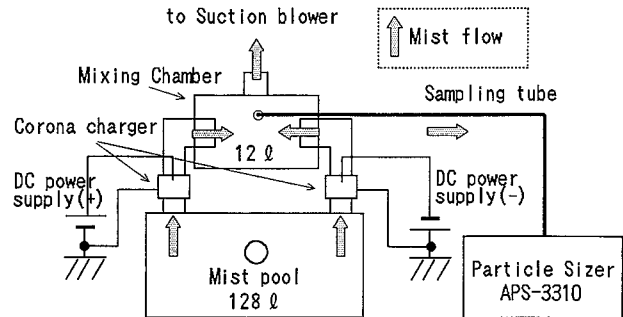 to Suction blower
Mist flow
Mixing Chamber
Sampling tube
Corona charger
12 ℓ
DC power
supply(+)
DC power
supply(-)
Mist pool
128 ℓ
Particle Sizer
APS-3310